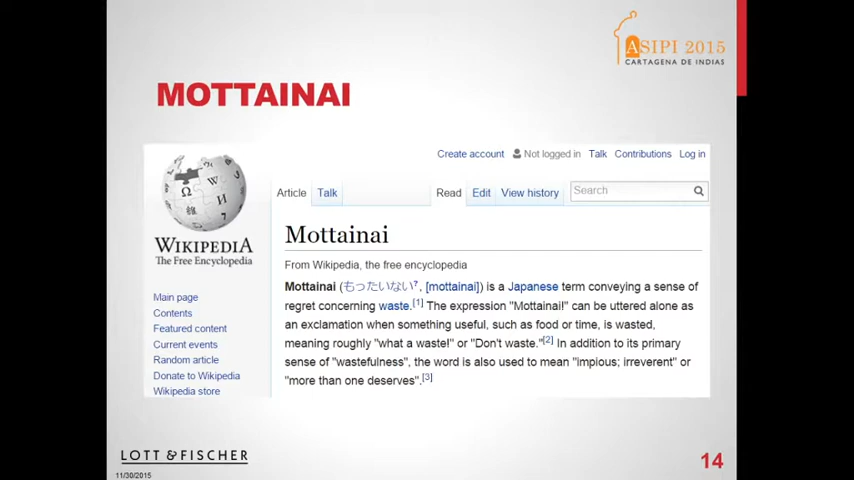 ASIPI 2015
CARTAGENA DE INDIAS
MOTTAINAI
Create account Not logged in Talk Contributions Log in
Article Talk Read Edit View history Search
WIKIPEDIA
The Free Encyclopedia
Mottainai
From Wikipedia, the free encyclopedia
Mottainai (もったいない?, [mottainai]) is a Japanese term conveying a sense of
regret concerning waste.[1] The expression "Mottainai!" can be uttered alone as
an exclamation when something useful, such as food or time, is wasted,
meaning roughly "what a waste!" or "Don't waste."[2] In addition to its primary
sense of "wastefulness", the word is also used to mean "impious; irreverent" or
"more than one deserves".[3]
Main page
Contents
Featured content
Current events
Random article
Donate to Wikipedia
Wikipedia store
LOTT & FISCHER
14
11/30/2015